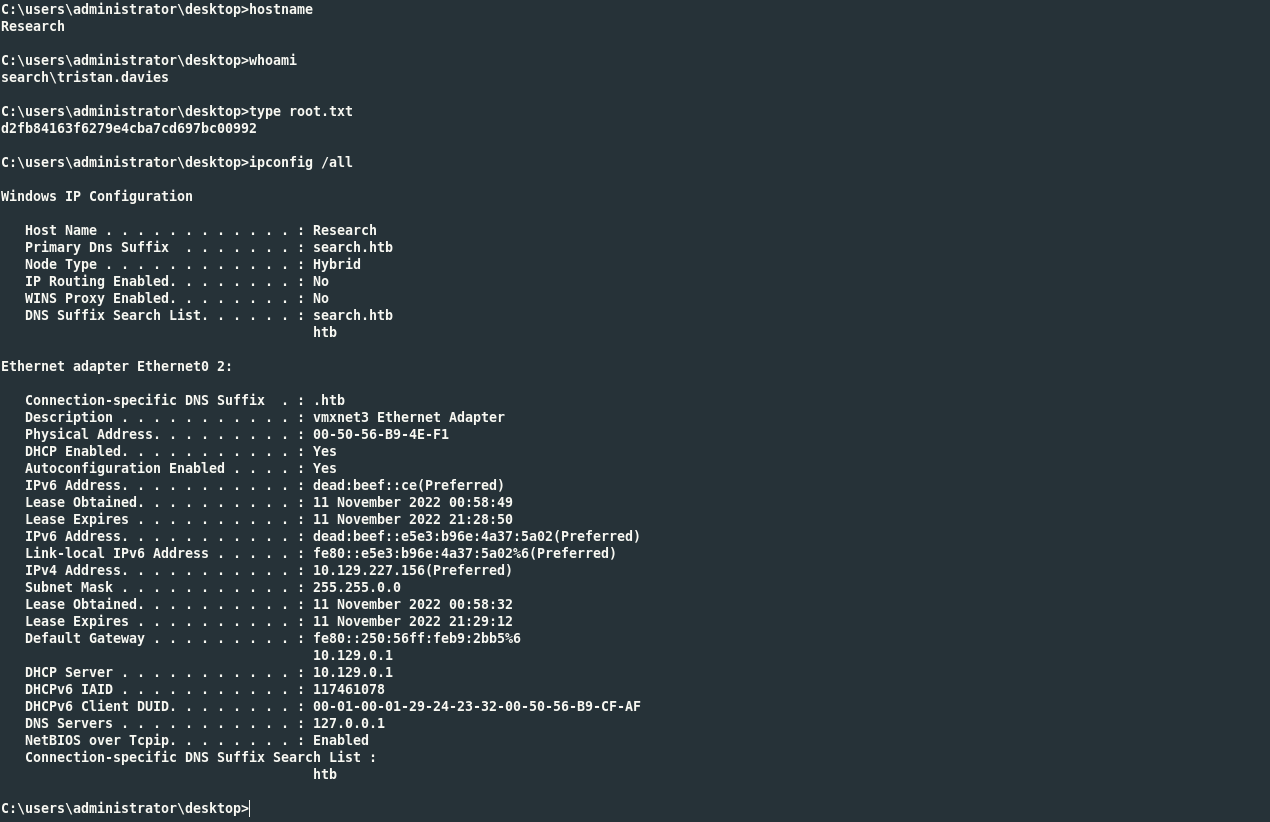 C:\users\administrator\desktop>hostname
Research
C:\users\administrator\desktop>whoami
search\tristan.davies
C:\users\administrator\desktop>type root.txt
d2fb84163f6279e4cba7cd697bc00992
C:\users\administrator\desktop>ipconfig /all
Windows IP Configuration
   Host Name . . . . . . . . . . . . : Research
   Primary Dns Suffix  . . . . . . . : search.htb
   Node Type . . . . . . . . . . . . : Hybrid
   IP Routing Enabled. . . . . . . . : No
   WINS Proxy Enabled. . . . . . . . : No
   DNS Suffix Search List. . . . . . : search.htb
                                       htb
Ethernet adapter Ethernet0 2:
   Connection-specific DNS Suffix  . : .htb
   Description . . . . . . . . . . . : vmxnet3 Ethernet Adapter
   Physical Address. . . . . . . . . : 00-50-56-B9-4E-F1
   DHCP Enabled. . . . . . . . . . . : Yes
   Autoconfiguration Enabled . . . . : Yes
   IPv6 Address. . . . . . . . . . . : dead:beef::ce(Preferred)
   Lease Obtained. . . . . . . . . . : 11 November 2022 00:58:49
   Lease Expires . . . . . . . . . . : 11 November 2022 21:28:50
   IPv6 Address. . . . . . . . . . . : dead:beef::e5e3:b96e:4a37:5a02(Preferred)
   Link-local IPv6 Address . . . . . : fe80::e5e3:b96e:4a37:5a02%6(Preferred)
   IPv4 Address. . . . . . . . . . . : 10.129.227.156(Preferred)
   Subnet Mask . . . . . . . . . . . : 255.255.0.0
   Lease Obtained. . . . . . . . . . : 11 November 2022 00:58:32
   Lease Expires . . . . . . . . . . : 11 November 2022 21:29:12
   Default Gateway . . . . . . . . . : fe80::250:56ff:feb9:2bb5%6
                                       10.129.0.1
   DHCP Server . . . . . . . . . . . : 10.129.0.1
   DHCPv6 IAID . . . . . . . . . . . : 117461078
   DHCPv6 Client DUID. . . . . . . . : 00-01-00-01-29-24-23-32-00-50-56-B9-CF-AF
   DNS Servers . . . . . . . . . . . : 127.0.0.1
   NetBIOS over Tcpip. . . . . . . . : Enabled
   Connection-specific DNS Suffix Search List :
                                       htb
C:\users\administrator\desktop>